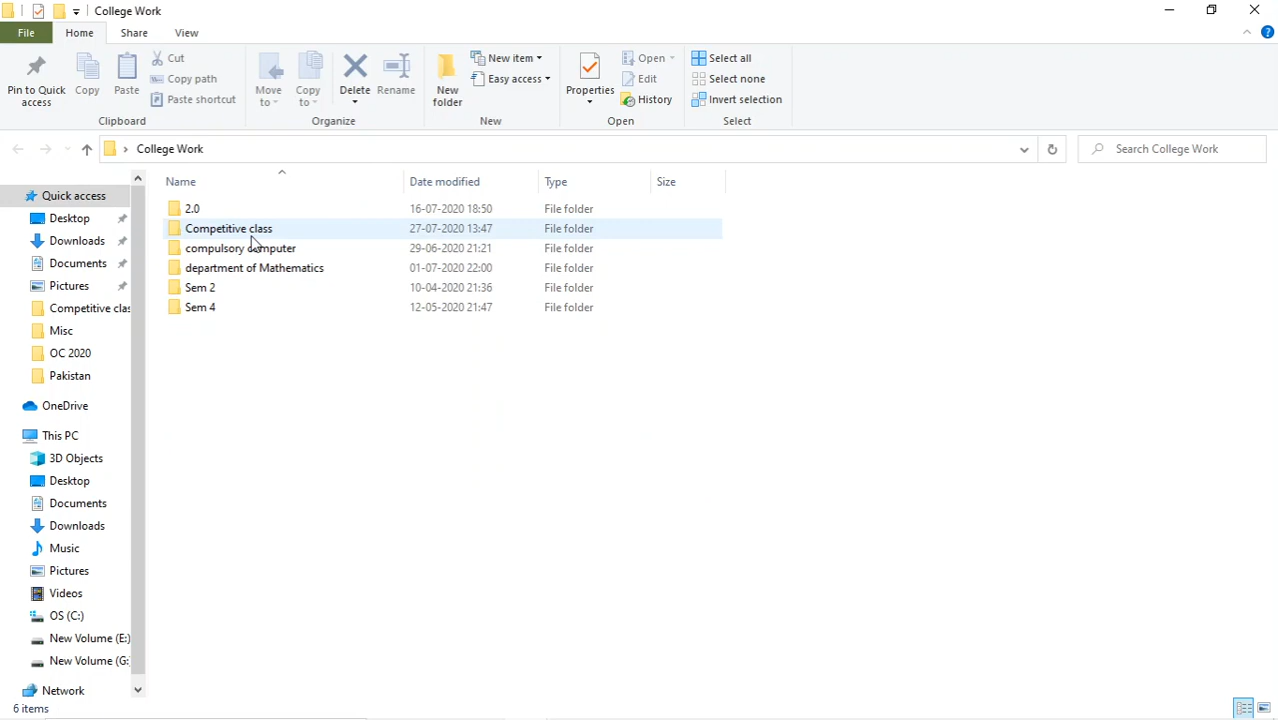 College Work
File Home Share View
Pin to Quick access
Copy
Paste
Cut
Copy path
Paste shortcut
Clipboard
Move to
Copy to
Delete
Rename
Organize
New folder
New item
Easy access
New
Properties
Open
Edit
History
Open
Select all
Select none
Invert selection
Select
College Work
Search College Work
Name Date modified Type Size
2.0 16-07-2020 18:50 File folder
Competitive class 27-07-2020 13:47 File folder
compulsory computer 29-06-2020 21:21 File folder
department of Mathematics 01-07-2020 22:00 File folder
Sem 2 10-04-2020 21:36 File folder
Sem 4 12-05-2020 21:47 File folder
Quick access
Desktop
Downloads
Documents
Pictures
Competitive clas
Misc
OC 2020
Pakistan
OneDrive
This PC
3D Objects
Desktop
Documents
Downloads
Music
Pictures
Videos
OS (C:)
New Volume (E:)
New Volume (G:
Network
6 items